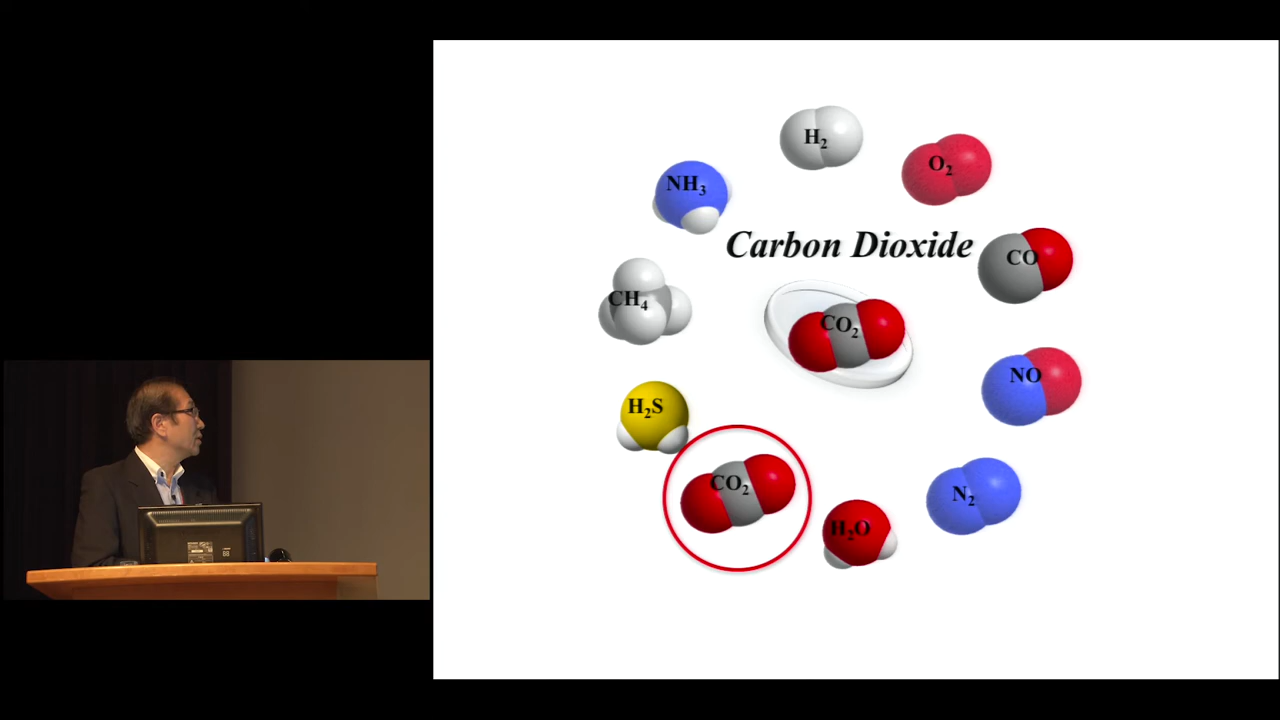 H₂
O₂
NH₃
Carbon Dioxide
CO
CH₄
CO₂
NO
H₂S
CO₂
N₂
H₂O